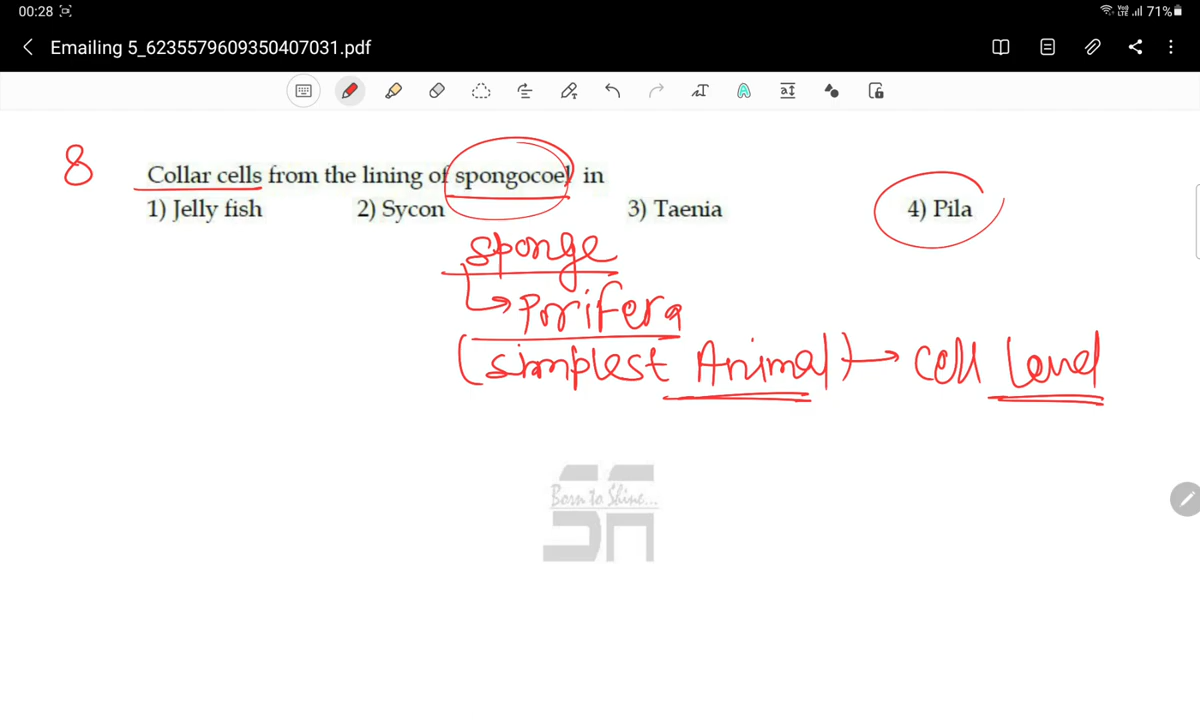 00:28 71%
Emailing 5_6235579609350407031.pdf
8 Collar cells from the lining of spongocoel in
1) Jelly fish 2) Sycon 3) Taenia 4) Pila
sponge
Porifera
(simplest Animal) → cell level
Born to Shine...
SR